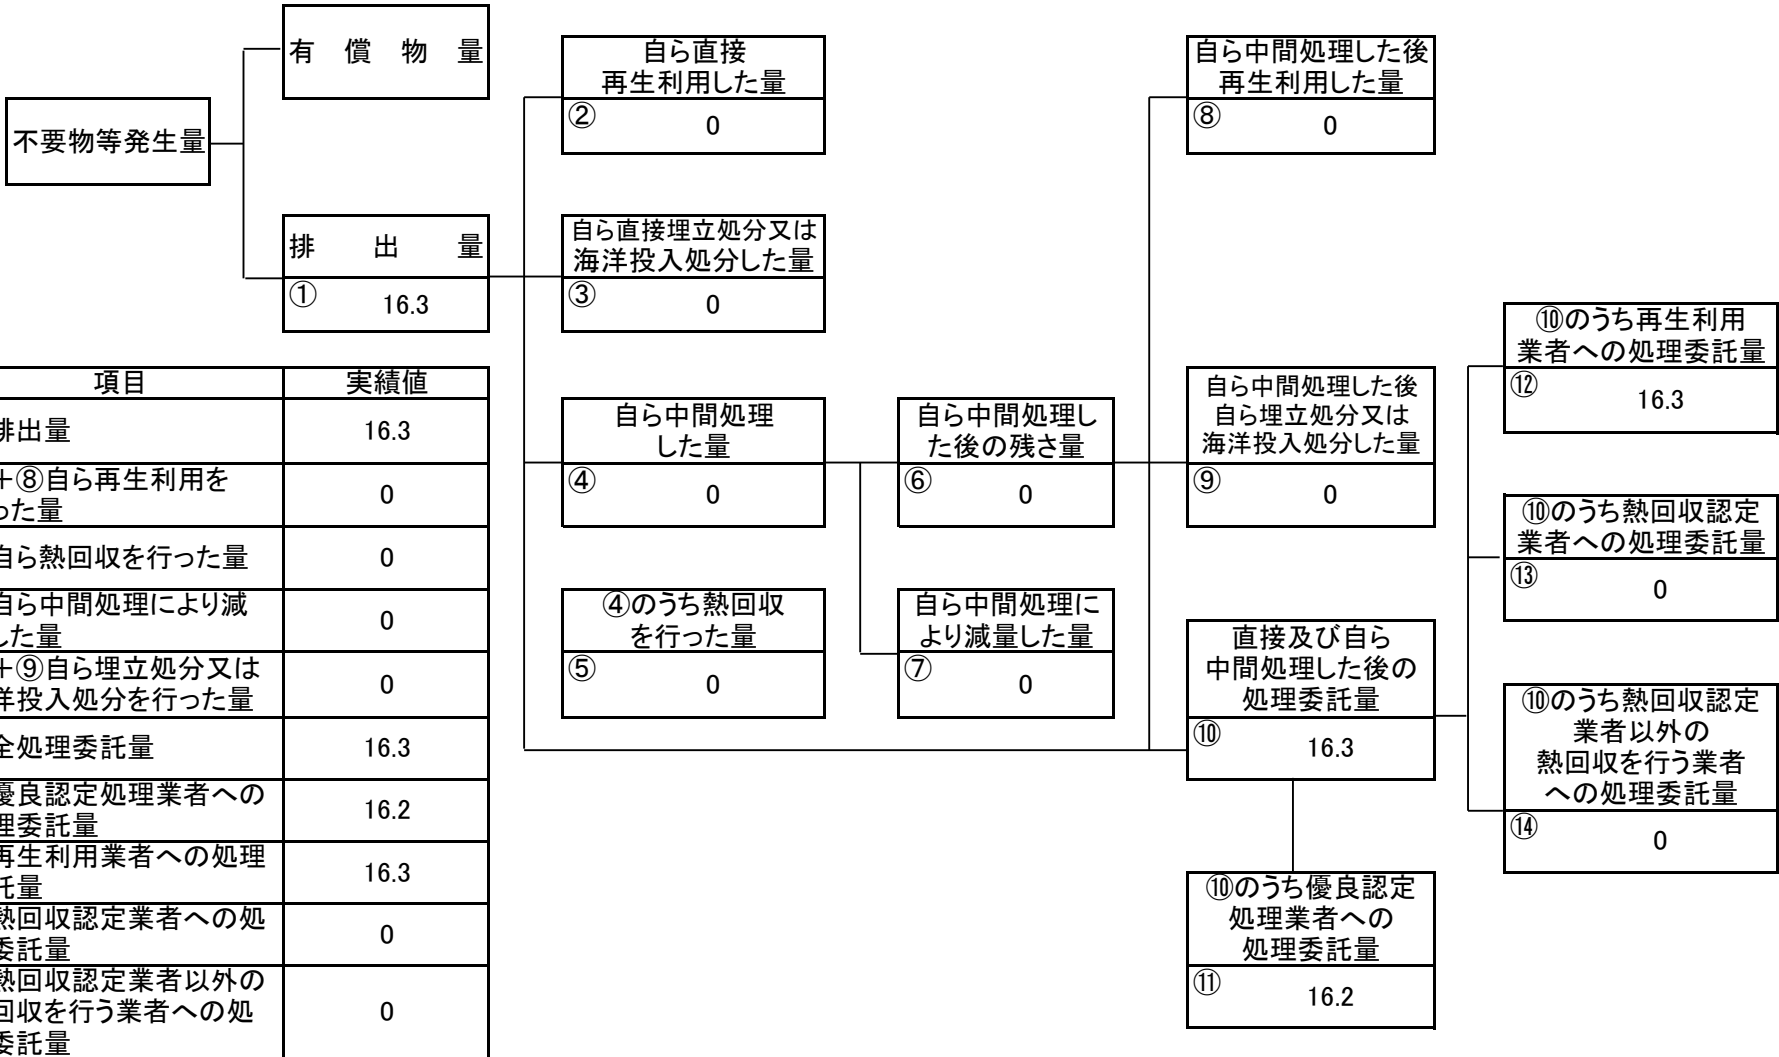 有償物量
不要物等発生量
排出量
① 16.3
自ら直接
再生利用した量
② 0
自ら直接埋立処分又は
海洋投入処分した量
③ 0
自ら中間処理
した量
④ 0
④のうち熱回収
を行った量
⑤ 0
自ら中間処理し
た後の残さ量
⑥ 0
自ら中間処理に
より減量した量
⑦ 0
自ら中間処理した後
再生利用した量
⑧ 0
自ら中間処理した後
自ら埋立処分又は
海洋投入処分した量
⑨ 0
直接及び自ら
中間処理した後の
処理委託量
⑩ 16.3
⑩のうち優良認定
処理業者への
処理委託量
⑪ 16.2
⑩のうち再生利用
業者への処理委託量
⑫ 16.3
⑩のうち熱回収認定
業者への処理委託量
⑬ 0
⑩のうち熱回収認定
業者以外の
熱回収を行う業者
への処理委託量
⑭ 0
項目 実績値
排出量 16.3
+⑧自ら再生利用を
った量 0
自ら熱回収を行った量 0
自ら中間処理により減
した量 0
+⑨自ら埋立処分又は
洋投入処分を行った量 0
全処理委託量 16.3
優良認定処理業者への
理委託量 16.2
再生利用業者への処理
託量 16.3
熱回収認定業者への処
委託量 0
熱回収認定業者以外の
回収を行う業者への処
委託量 0